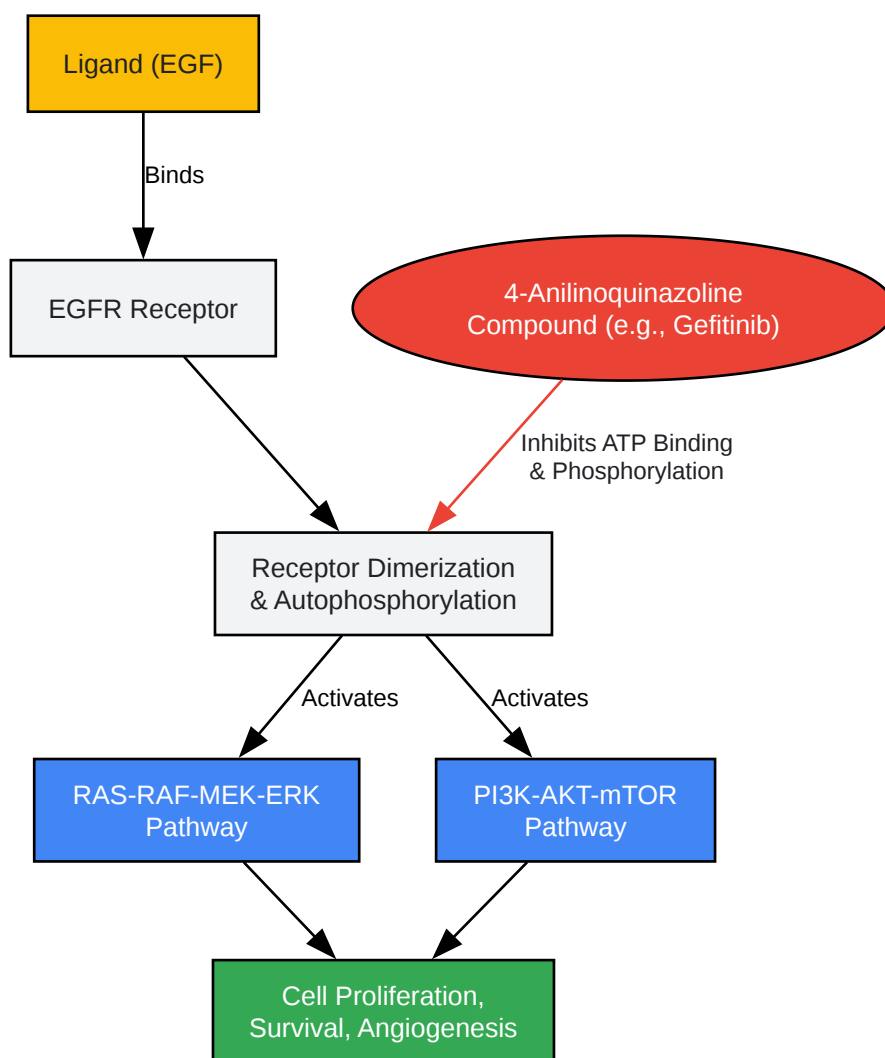 Ligand (EGF)
Binds
EGFR Receptor
4-Anilinoquinazoline
Compound (e.g., Gefitinib)
Inhibits ATP Binding
& Phosphorylation
Receptor Dimerization
& Autophosphorylation
Activates
Activates
RAS-RAF-MEK-ERK
Pathway
PI3K-AKT-mTOR
Pathway
Cell Proliferation,
Survival, Angiogenesis